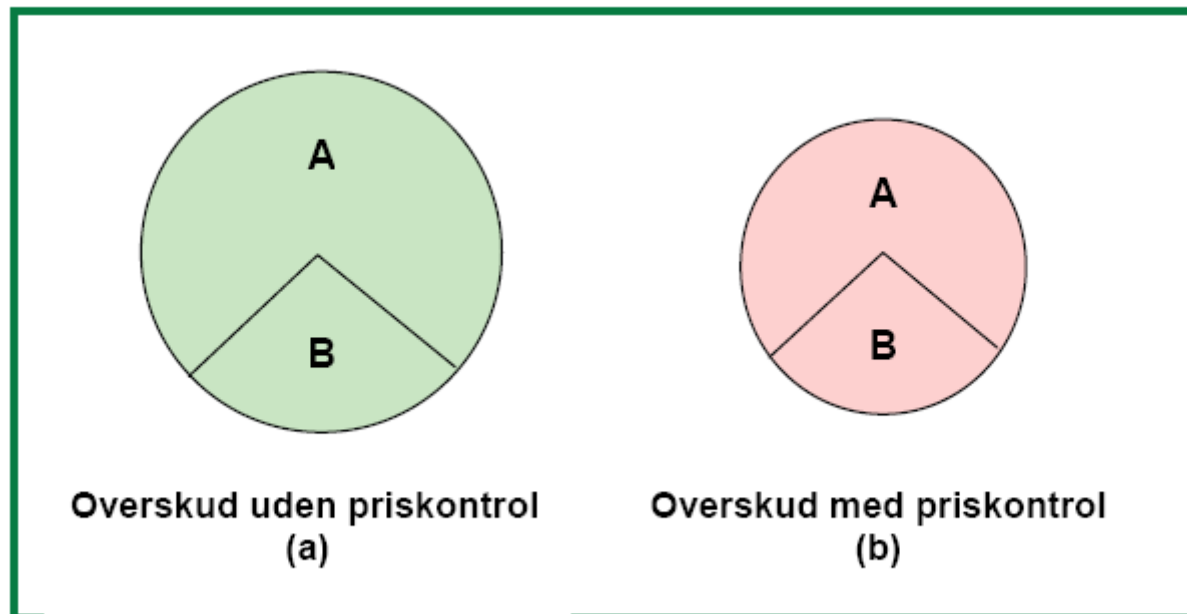 A
B
Overskud uden priskontrol
(a)
A
B
Overskud med priskontrol
(b)